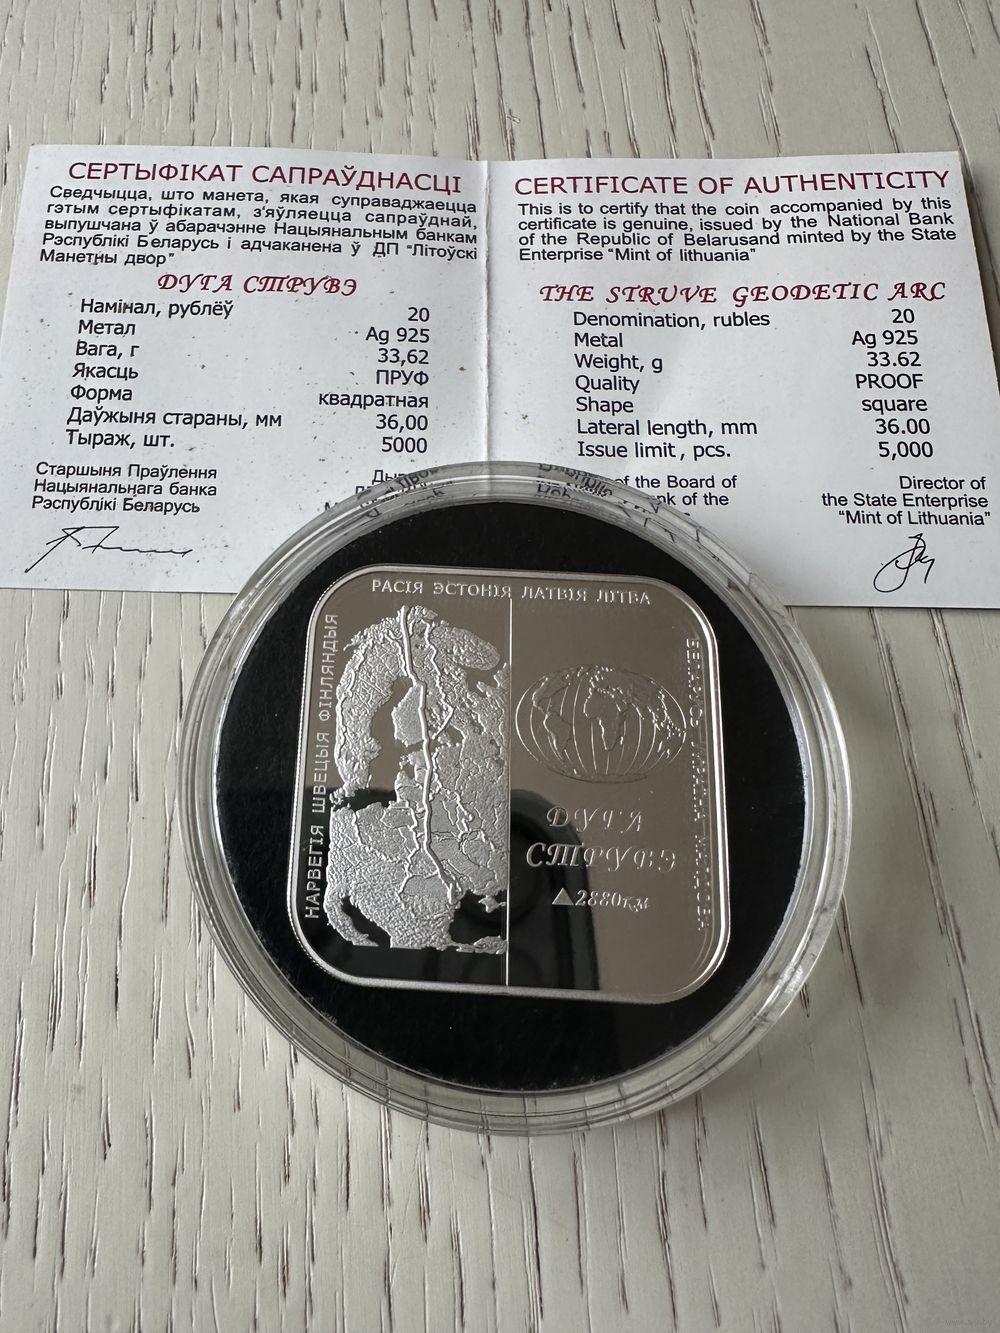 СЕРТЫФІКАТ САПРАЎДНАСЦІ
Сведчыцца, што манета, якая суправаджаецца
гэтым сертыфікатам, з'яўляецца сапраўднай,
выпушчана ў абарачэнне Нацыянальным банкам
Рэспублікі Беларусь і адчаканена ў ДП "Літоўскі
Манетны двор"
ДУГА СТРУВЭ
Намінал, рублёў 20
Метал Ag 925
Вага, г 33,62
Якасць ПРУФ
Форма квадратная
Даўжыня стараны, мм 36,00
Тыраж, шт. 5000
Старшыня Праўлення
Нацыянальнага банка
Рэспублікі Беларусь
CERTIFICATE OF AUTHENTICITY
This is to certify that the coin accompanied by this
certificate is genuine, issued by the National Bank
of the Republic of Belarusand minted by the State
Enterprise "Mint of lithuania"
THE STRUVE GEODETIC ARC
Denomination, rubles 20
Metal Ag 925
Weight, g 33.62
Quality PROOF
Shape square
Lateral length, mm 36.00
Issue limit, pcs. 5,000
of the Board of
of the
Director of
the State Enterprise
"Mint of Lithuania"
РАСІЯ ЭСТОНІЯ ЛАТВІЯ ЛІТВА
НАРВЕГІЯ ШВЕЦЫЯ ФІНЛЯНДЫЯ
БЕЛАРУСЬ УКРАІНА МАЛДОВА
ДУГА
СТРУВЭ
2880км